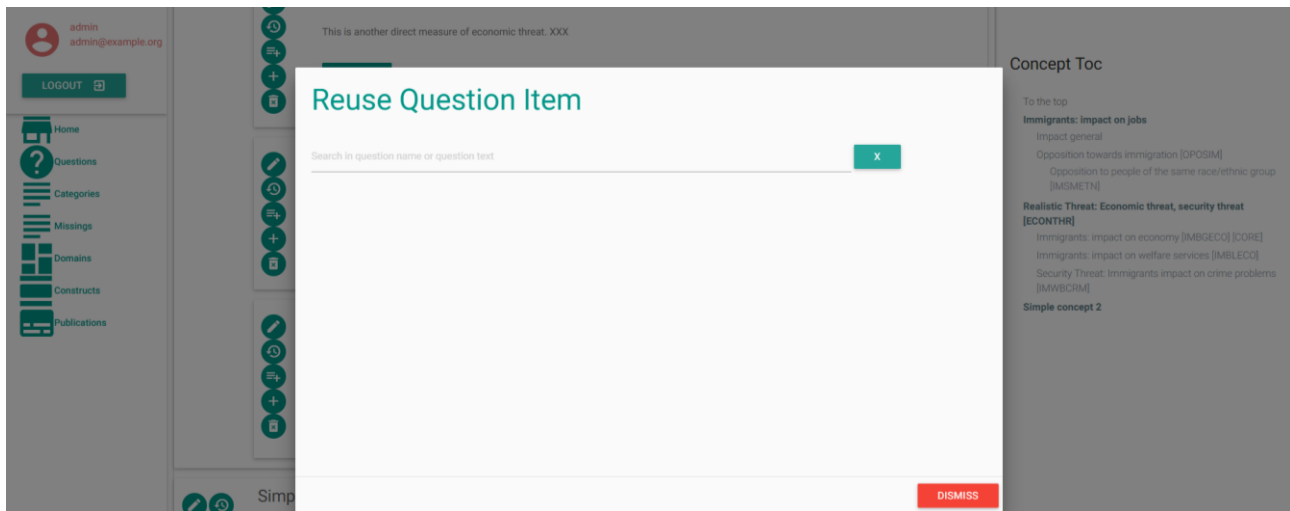 admin
admin@example.org
LOGOUT
Home
Questions
Categories
Missings
Domains
Constructs
Publications
This is another direct measure of economic threat. XXX
Reuse Question Item
Search in question name or question text
X
DISMISS
Simp
Concept Toc
To the top
Immigrants: impact on jobs
Impact general
Opposition towards immigration [OPOSIM]
Opposition to people of the same race/ethnic group
[IMSMETN]
Realistic Threat: Economic threat, security threat
[ECONTHR]
Immigrants: impact on economy [IMBGECO] [CORE]
Immigrants: impact on welfare services [IMBLECO]
Security Threat: Immigrants impact on crime problems
[IMWBCRM]
Simple concept 2